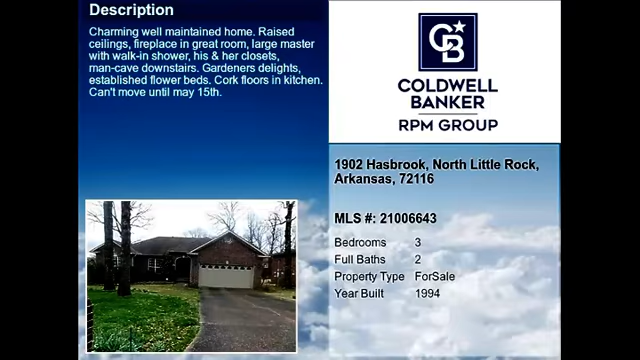 Description
Charming well maintained home. Raised
ceilings, fireplace in great room, large master
with walk-in shower, his & her closets,
man-cave downstairs. Gardeners delights,
established flower beds. Cork floors in kitchen.
Can't move until may 15th.
CB
COLDWELL
BANKER
RPM GROUP
1902 Hasbrook, North Little Rock,
Arkansas, 72116
MLS #: 21006643
Bedrooms 3
Full Baths 2
Property Type ForSale
Year Built 1994